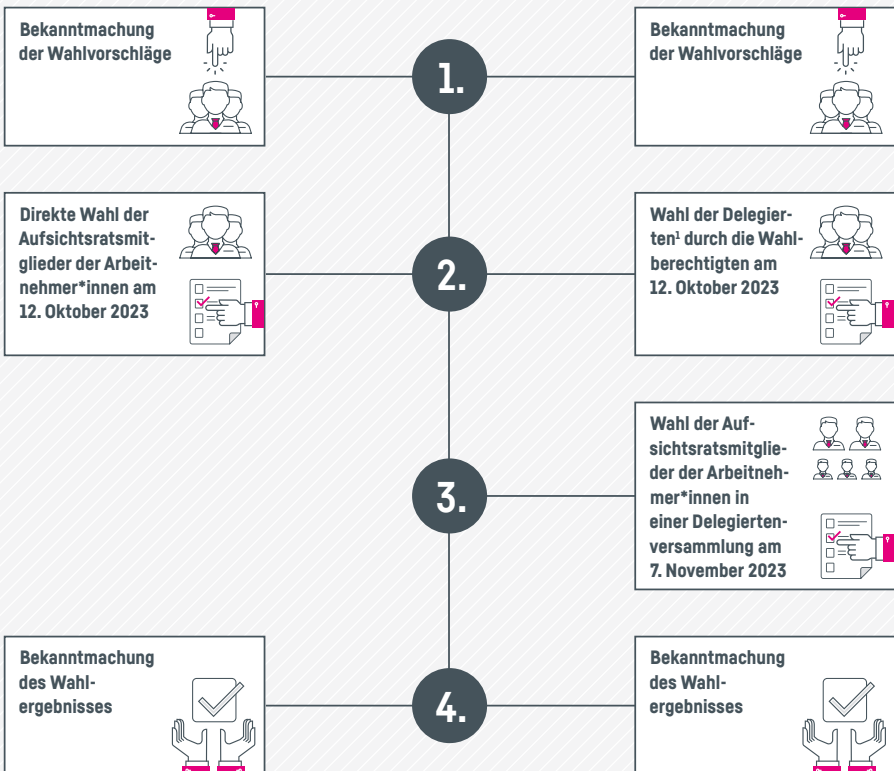 Bekanntmachung
der Wahlvorschläge
1.
Bekanntmachung
der Wahlvorschläge
Direkte Wahl der
Aufsichtsratsmit-
glieder der Arbeit-
nehmer*innen am
12. Oktober 2023
2.
Wahl der Delegier-
ten¹ durch die Wahl-
berechtigten am
12. Oktober 2023
3.
Wahl der Auf-
sichtsratsmitglie-
der der Arbeitneh-
mer*innen in
einer Delegierten-
versammlung am
7. November 2023
Bekanntmachung
des Wahl-
ergebnisses
4.
Bekanntmachung
des Wahl-
ergebnisses